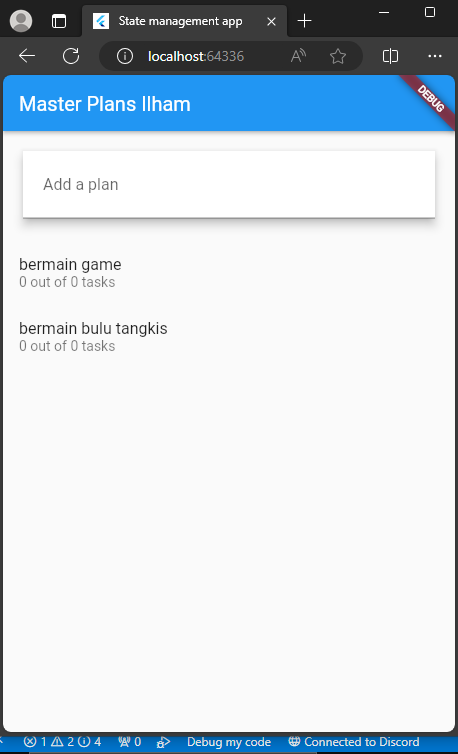 State management app
localhost:64336
DEBUG
Master Plans Ilham
Add a plan
bermain game
0 out of 0 tasks
bermain bulu tangkis
0 out of 0 tasks
1 2 4 0 Debug my code Connected to Discord